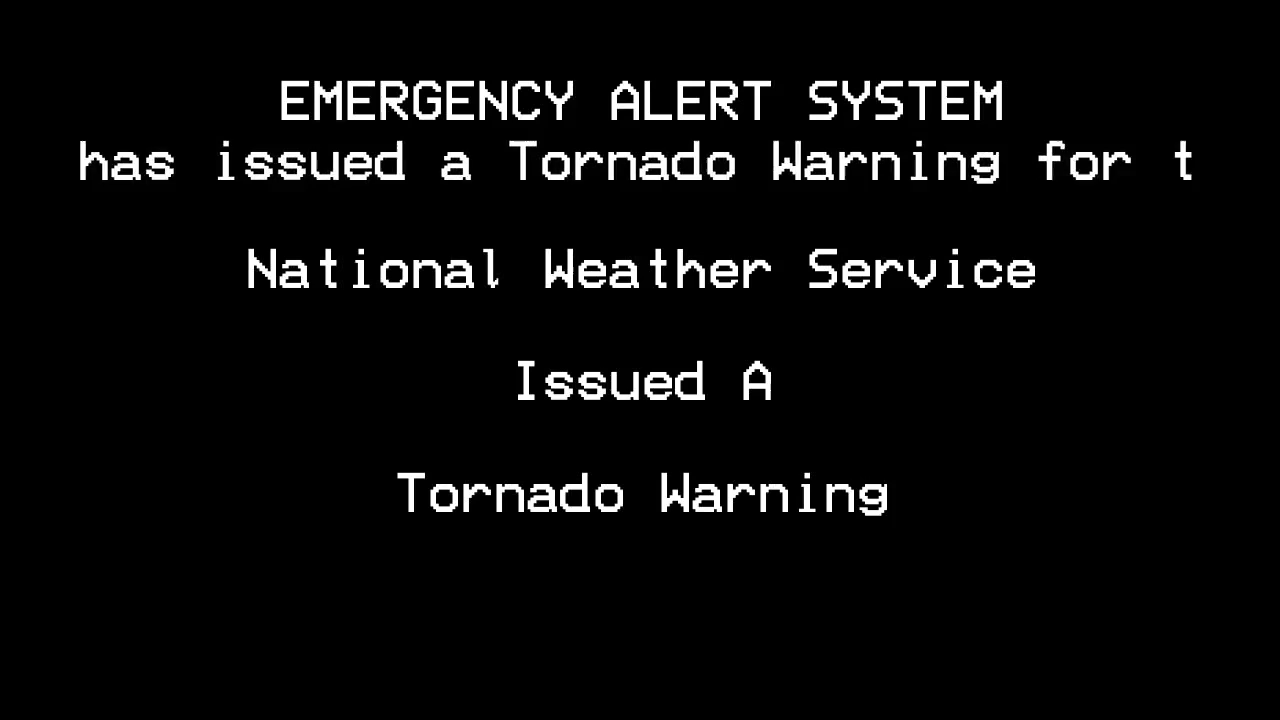 EMERGENCY ALERT SYSTEM
has issued a Tornado Warning for t
National Weather Service
Issued A
Tornado Warning